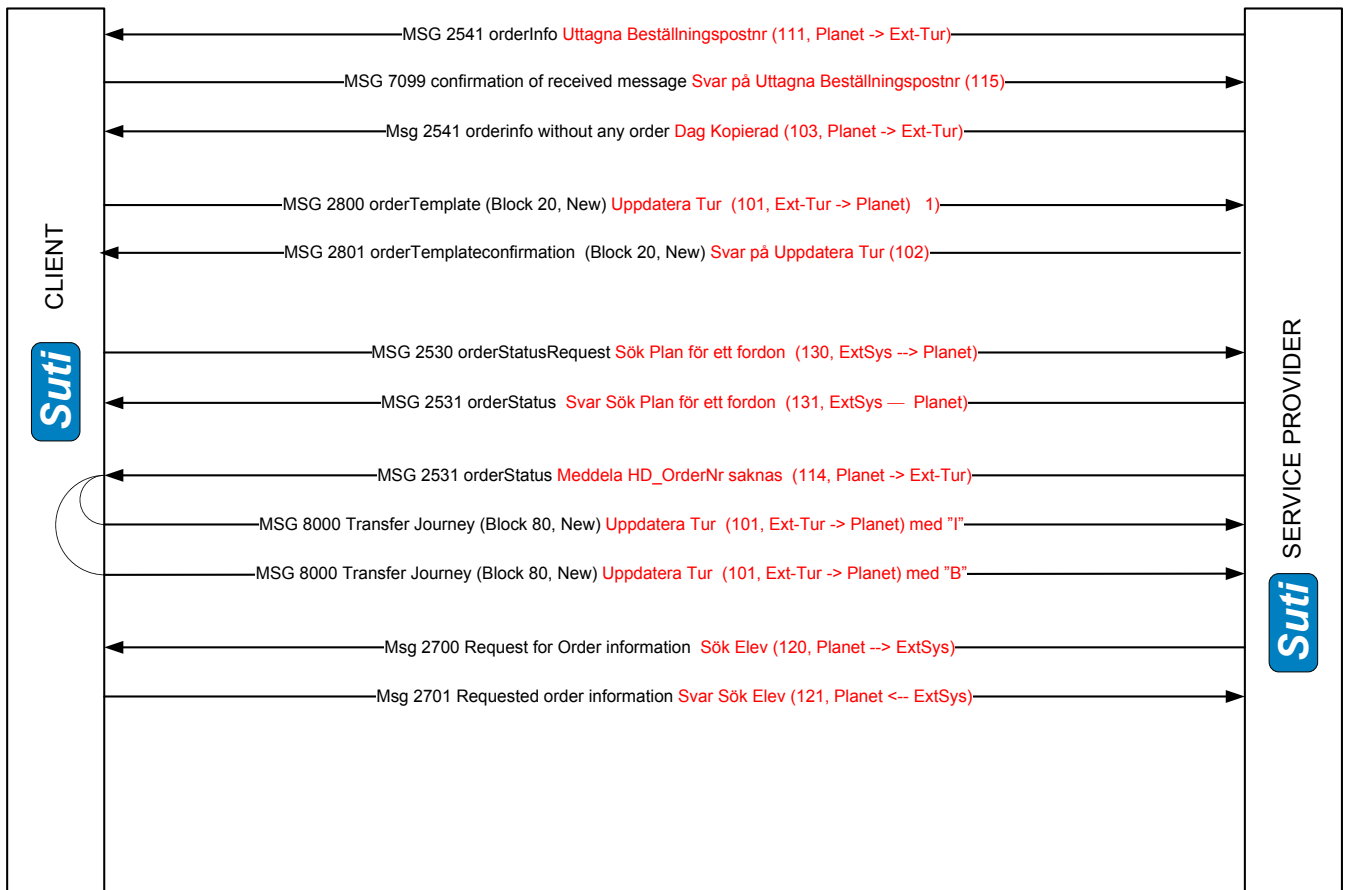 MSG 2541 orderInfo Uttagna Beställningspostnr (111, Planet -> Ext-Tur)
MSG 7099 confirmation of received message Svar på Uttagna Beställningspostnr (115)
Msg 2541 orderinfo without any order Dag Kopierad (103, Planet -> Ext-Tur)
MSG 2800 orderTemplate (Block 20, New) Uppdatera Tur (101, Ext-Tur -> Planet) 1)
MSG 2801 orderTemplateconfirmation (Block 20, New) Svar på Uppdatera Tur (102)
CLIENT
Suti
MSG 2530 orderStatusRequest Sök Plan för ett fordon (130, ExtSys --> Planet)
MSG 2531 orderStatus Svar Sök Plan för ett fordon (131, ExtSys — Planet)
MSG 2531 orderStatus Meddela HD_OrderNr saknas (114, Planet -> Ext-Tur)
MSG 8000 Transfer Journey (Block 80, New) Uppdatera Tur (101, Ext-Tur -> Planet) med ”I”
MSG 8000 Transfer Journey (Block 80, New) Uppdatera Tur (101, Ext-Tur -> Planet) med ”B”
SERVICE PROVIDER
Suti
Msg 2700 Request for Order information Sök Elev (120, Planet --> ExtSys)
Msg 2701 Requested order information Svar Sök Elev (121, Planet <-- ExtSys)